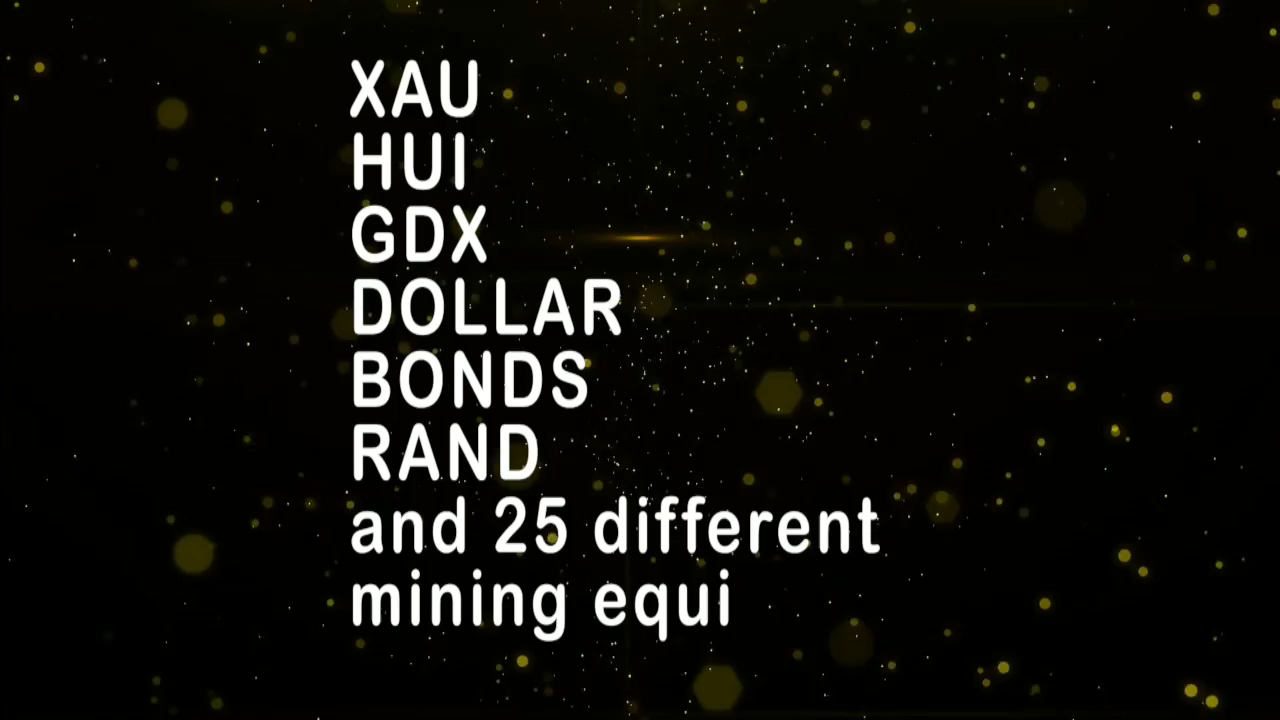 XAU
HUI
GDX
DOLLAR
BONDS
RAND
and 25 different
mining equi